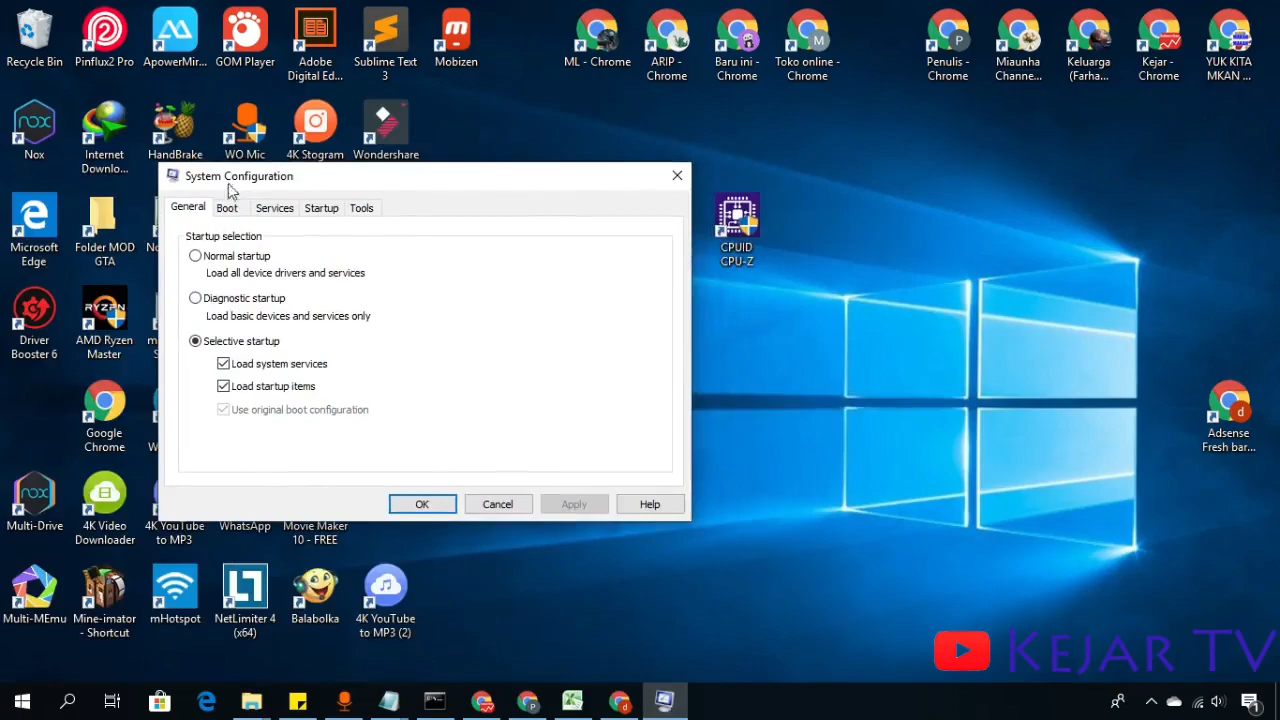 Recycle Bin
Pinflux2 Pro
ApowerMir...
GOM Player
Adobe
Digital Ed...
Sublime Text
3
Mobizen
ML - Chrome
ARIP -
Chrome
Baru ini -
Chrome
Toko online -
Chrome
Penulis -
Chrome
Miaunha
Channe...
Keluarga
(Farha...
Kejar -
Chrome
YUK KITA
MKAN ...
Nox
Internet
Downlo...
HandBrake
WO Mic
4K Stogram
Wondershare
System Configuration
General
Boot
Services
Startup
Tools
Startup selection
Normal startup
Load all device drivers and services
Diagnostic startup
Load basic devices and services only
Selective startup
Load system services
Load startup items
Use original boot configuration
OK
Cancel
Apply
Help
Microsoft
Edge
Folder MOD
GTA
CPUID
CPU-Z
Driver
Booster 6
RYZEN
AMD Ryzen
Master
Google
Chrome
Adsense
Fresh bar...
Multi-Drive
4K Video
Downloader
4K YouTube
to MP3
WhatsApp
Movie Maker
10 - FREE
Multi-MEmu
Mine-imator
- Shortcut
mHotspot
NetLimiter 4
(x64)
Balabolka
4K YouTube
to MP3 (2)
Kejar TV